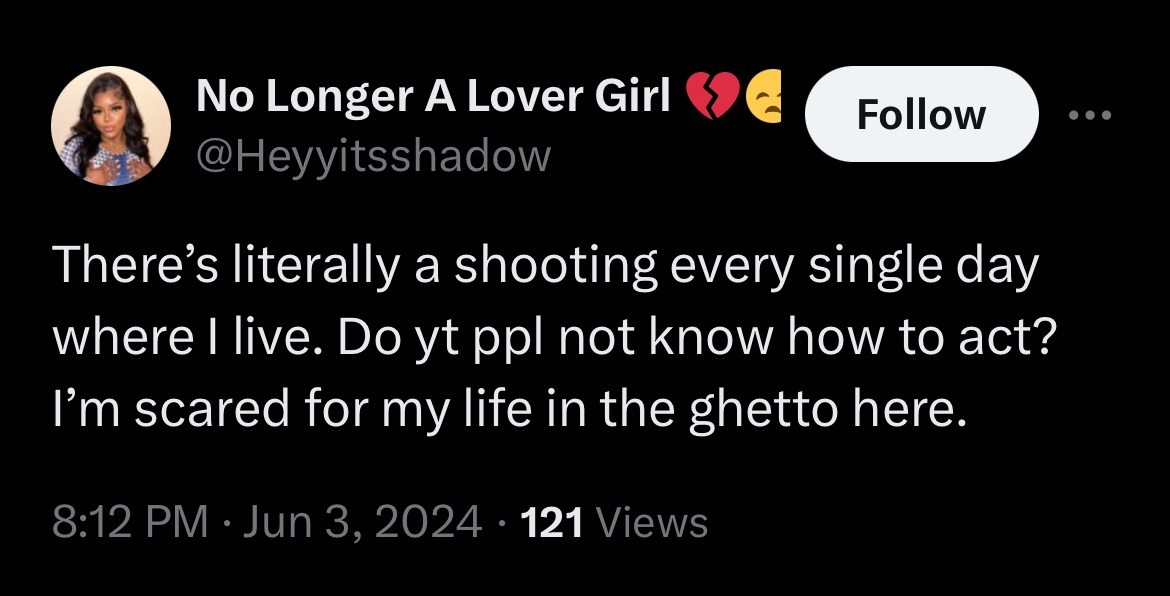 No Longer A Lover Girl 💔😞
@Heyyitsshadow
Follow
There’s literally a shooting every single day
where I live. Do yt ppl not know how to act?
I’m scared for my life in the ghetto here.
8:12 PM · Jun 3, 2024 · 121 Views